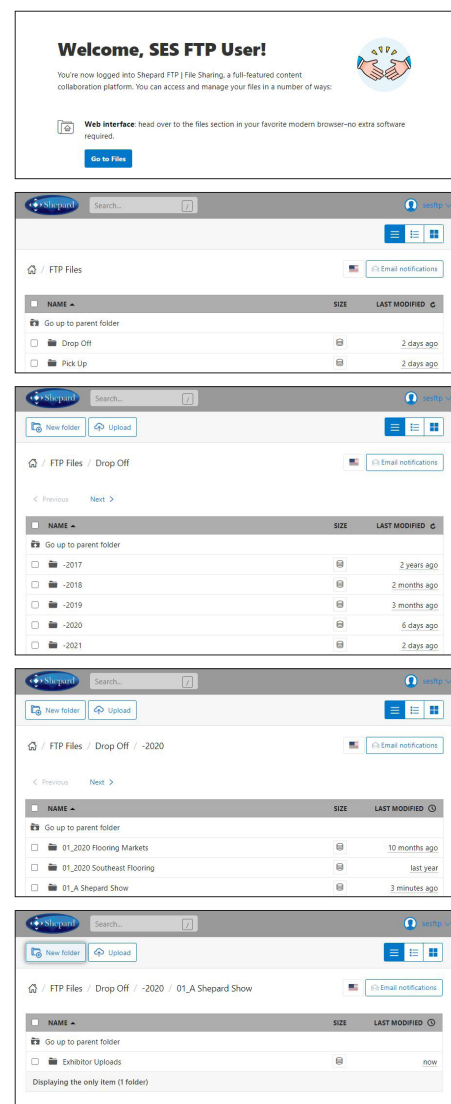 Welcome, SES FTP User!
You're now logged into Shepard FTP | File Sharing, a full-featured content
collaboration platform. You can access and manage your files in a number of ways:
Web interface: head over to the files section in your favorite modern browser–no extra software
required.
Go to Files
Shepard Search... / sesftp
/ FTP Files Email notifications
NAME SIZE LAST MODIFIED
Go up to parent folder
Drop Off 2 days ago
Pick Up 2 days ago
Shepard Search... / sesftp
New folder Upload
/ FTP Files / Drop Off Email notifications
< Previous Next >
NAME SIZE LAST MODIFIED
Go up to parent folder
-2017 2 years ago
-2018 2 months ago
-2019 3 months ago
-2020 6 days ago
-2021 2 days ago
Shepard Search... / sesftp
New folder Upload
/ FTP Files / Drop Off / -2020 Email notifications
< Previous Next >
NAME SIZE LAST MODIFIED
Go up to parent folder
01_2020 Flooring Markets 10 months ago
01_2020 Southeast Flooring last year
01_A Shepard Show 3 minutes ago
Shepard Search... / sesftp
New folder Upload
/ FTP Files / Drop Off / -2020 / 01_A Shepard Show Email notifications
NAME SIZE LAST MODIFIED
Go up to parent folder
Exhibitor Uploads now
Displaying the only item (1 folder)